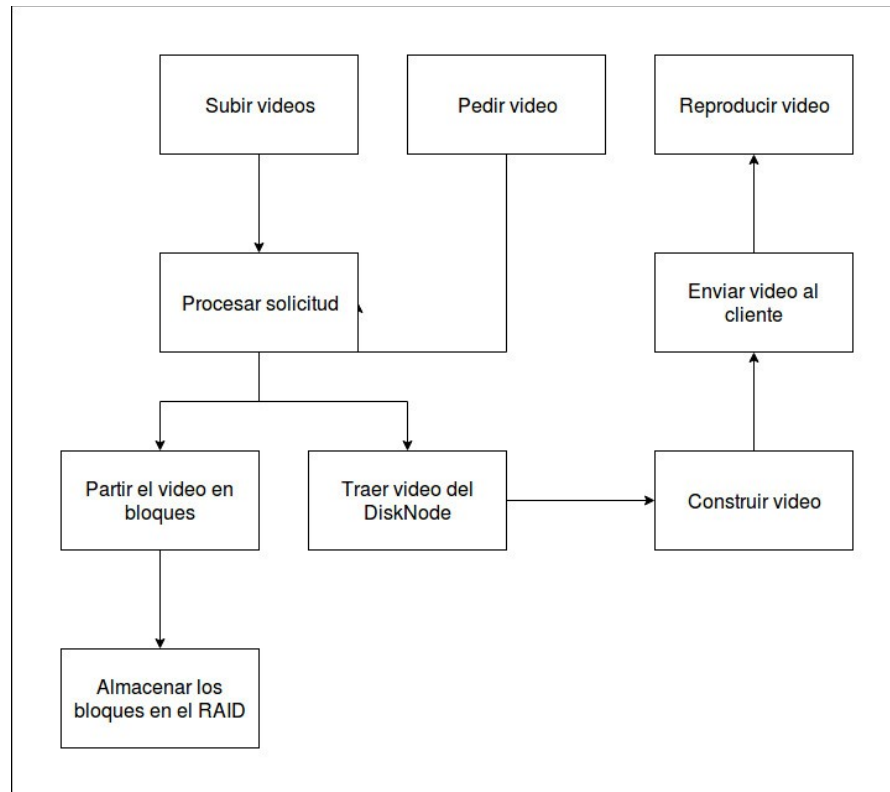 Subir videos
Pedir video
Reproducir video
Procesar solicitud
Enviar video al
cliente
Partir el video en
bloques
Traer video del
DiskNode
Construir video
Almacenar los
bloques en el RAID